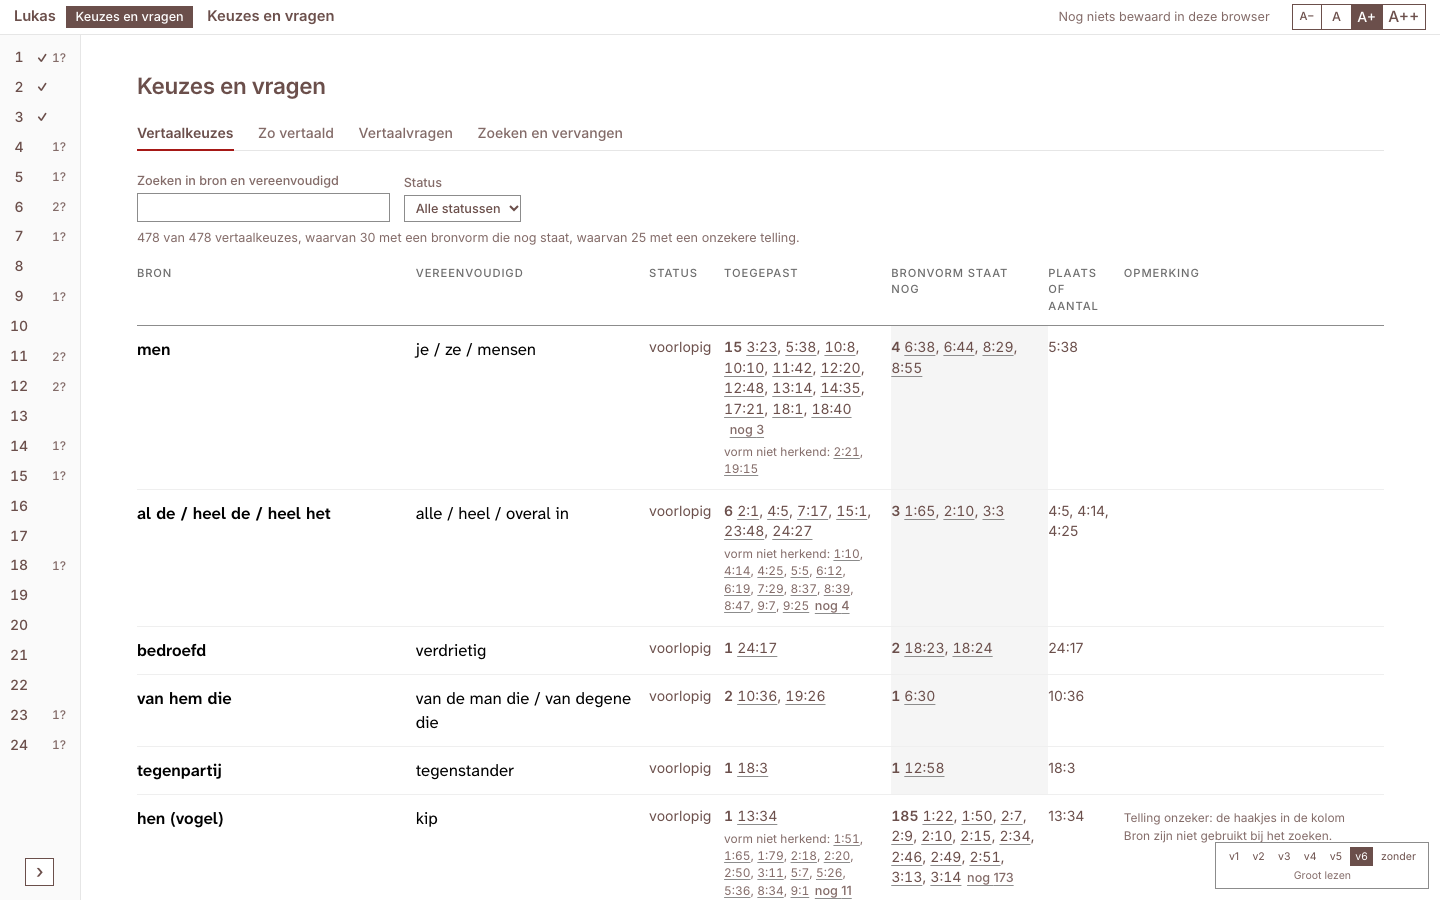 Lukas Keuzes en vragen Keuzes en vragen Nog niets bewaard in deze browser A− A A+ A++
1 ✓ 1?
2 ✓
3 ✓
4 1?
5 1?
6 2?
7 1?
8
9 1?
10
11 2?
12 2?
13
14 1?
15 1?
16
17
18 1?
19
20
21
22
23 1?
24 1?
Keuzes en vragen
Vertaalkeuzes Zo vertaald Vertaalvragen Zoeken en vervangen
Zoeken in bron en vereenvoudigd Status
Alle statussen
478 van 478 vertaalkeuzes, waarvan 30 met een bronvorm die nog staat, waarvan 25 met een onzekere telling.
BRON VEREENVOUDIGD STATUS TOEGEPAST BRONVORM STAAT NOG PLAATS OF AANTAL OPMERKING
men je / ze / mensen voorlopig 15 3:23, 5:38, 10:8, 4 6:38, 6:44, 8:29, 5:38
10:10, 11:42, 12:20, 8:55
12:48, 13:14, 14:35,
17:21, 18:1, 18:40
nog 3
vorm niet herkend: 2:21,
19:15
al de / heel de / heel het alle / heel / overal in voorlopig 6 2:1, 4:5, 7:17, 15:1, 3 1:65, 2:10, 3:3 4:5, 4:14,
23:48, 24:27 4:25
vorm niet herkend: 1:10,
4:14, 4:25, 5:5, 6:12,
6:19, 7:29, 8:37, 8:39,
8:47, 9:7, 9:25 nog 4
bedroefd verdrietig voorlopig 1 24:17 2 18:23, 18:24 24:17
van hem die van de man die / van degene voorlopig 2 10:36, 19:26 1 6:30 10:36
die
tegenpartij tegenstander voorlopig 1 18:3 1 12:58 18:3
hen (vogel) kip voorlopig 1 13:34 185 1:22, 1:50, 2:7, 13:34 Telling onzeker: de haakjes in de kolom
vorm niet herkend: 1:51, 2:9, 2:10, 2:15, 2:34, Bron zijn niet gebruikt bij het zoeken.
1:65, 1:79, 2:18, 2:20, 2:46, 2:49, 2:51,
2:50, 3:11, 5:7, 5:26, 3:13, 3:14 nog 173
5:36, 8:34, 9:1 nog 11
v1 v2 v3 v4 v5 v6 zonder
Groot lezen